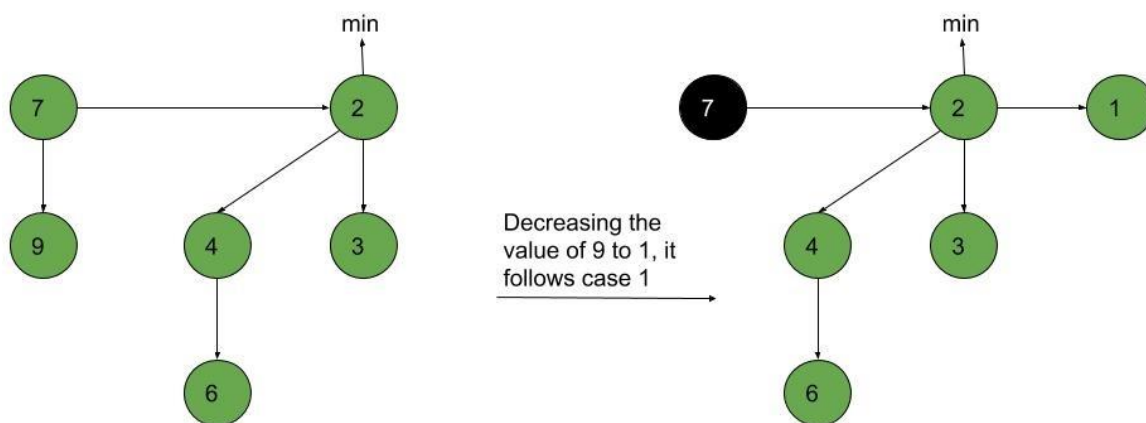 min
min
7
2
7
2
1
9
4
3
Decreasing the
value of 9 to 1, it
follows case 1
4
3
6
6